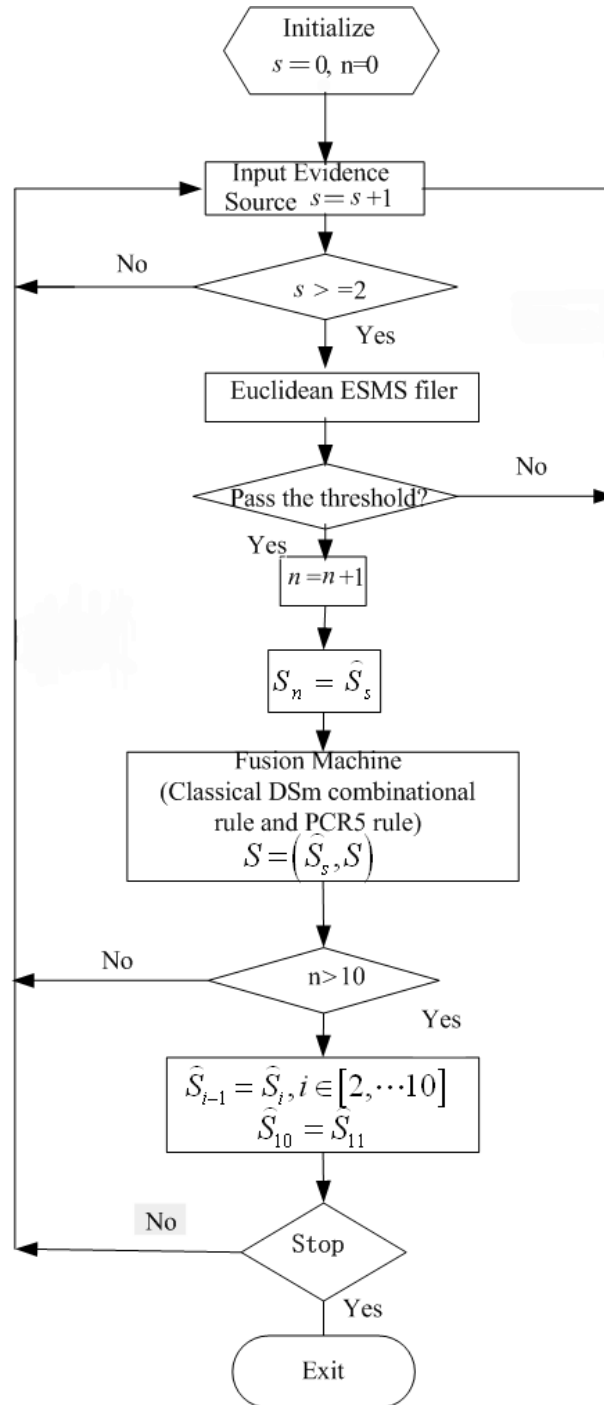 Initialize
s = 0, n=0
Input Evidence
Source s = s +1
No
s > =2
Yes
Euclidean ESMS filer
No
Pass the threshold?
Yes
n = n+1
S_n = Ŝ_s
Fusion Machine
(Classical DSm combinational
rule and PCR5 rule)
S = (Ŝ_s, S)
No
n>10
Yes
Ŝ_{i-1} = Ŝ_i, i ∈ [2, ⋯10]
Ŝ_10 = Ŝ_11
No
Stop
Yes
Exit